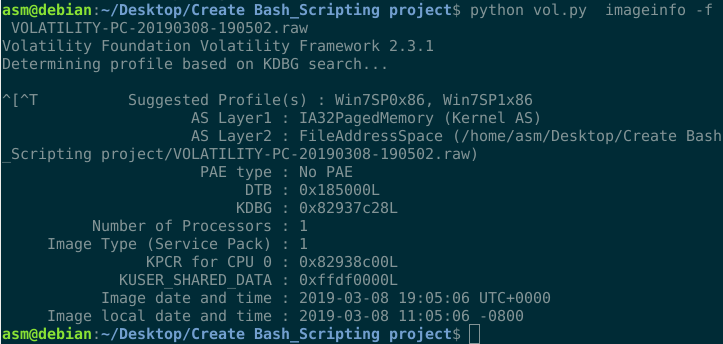 asm@debian:~/Desktop/Create Bash_Scripting project$ python vol.py  imageinfo -f
 VOLATILITY-PC-20190308-190502.raw
Volatility Foundation Volatility Framework 2.3.1
Determining profile based on KDBG search...

^[^T          Suggested Profile(s) : Win7SP0x86, Win7SP1x86
                     AS Layer1 : IA32PagedMemory (Kernel AS)
                     AS Layer2 : FileAddressSpace (/home/asm/Desktop/Create Bash
_Scripting project/VOLATILITY-PC-20190308-190502.raw)
                      PAE type : No PAE
                           DTB : 0x185000L
                          KDBG : 0x82937c28L
          Number of Processors : 1
     Image Type (Service Pack) : 1
                KPCR for CPU 0 : 0x82938c00L
             KUSER_SHARED_DATA : 0xffdf0000L
           Image date and time : 2019-03-08 19:05:06 UTC+0000
     Image local date and time : 2019-03-08 11:05:06 -0800
asm@debian:~/Desktop/Create Bash_Scripting project$